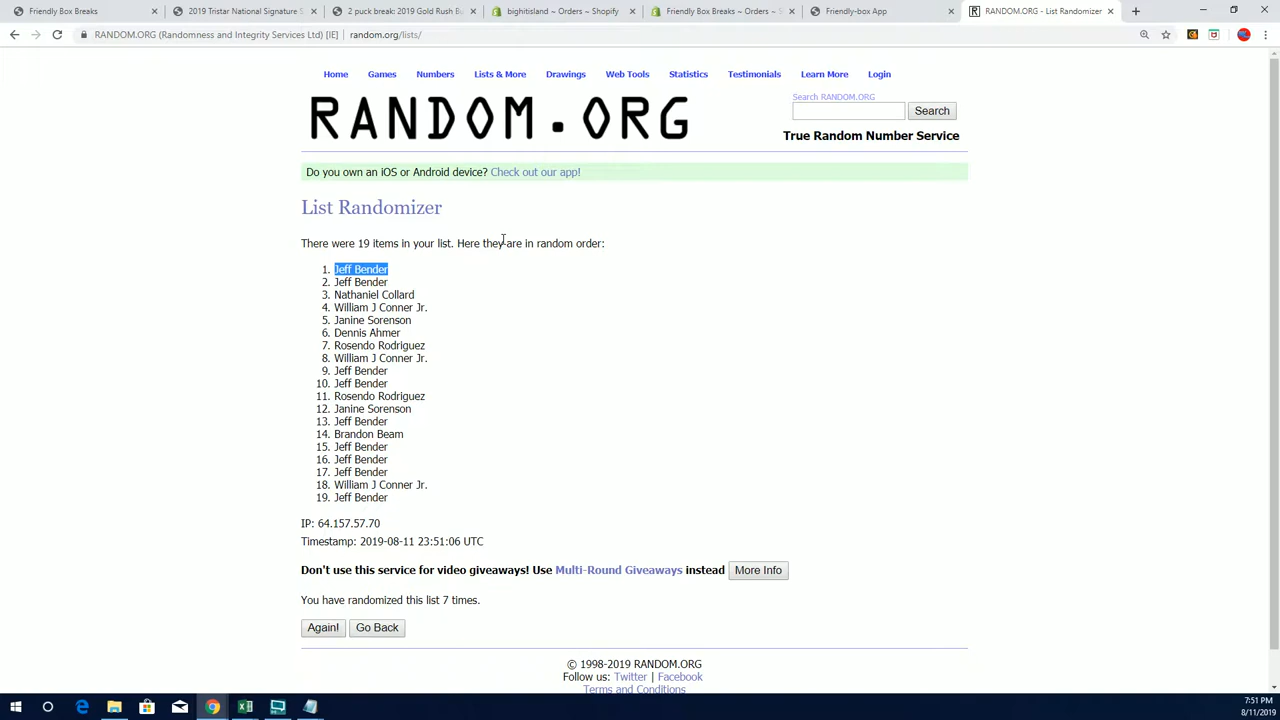 Friendly Box Breaks
2019 Tristar National Signature S
2 puck break: 2019 Gold Rush Bu
bightisland ~ Orders ~ Shopify
Friendly Box Breaks ~ Orders ~ S
Friendly-box App
RANDOM.ORG - List Randomizer
RANDOM.ORG (Randomness and Integrity Services Ltd) [IE] | random.org/lists/
Home Games Numbers Lists & More Drawings Web Tools Statistics Testimonials Learn More Login
RANDOM.ORG
Search RANDOM.ORG
Search
True Random Number Service
Do you own an iOS or Android device? Check out our app!
List Randomizer
There were 19 items in your list. Here they are in random order:
1. Jeff Bender
2. Jeff Bender
3. Nathaniel Collard
4. William J Conner Jr.
5. Janine Sorenson
6. Dennis Ahmer
7. Rosendo Rodriguez
8. William J Conner Jr.
9. Jeff Bender
10. Jeff Bender
11. Rosendo Rodriguez
12. Janine Sorenson
13. Jeff Bender
14. Brandon Beam
15. Jeff Bender
16. Jeff Bender
17. Jeff Bender
18. William J Conner Jr.
19. Jeff Bender
IP: 64.157.57.70
Timestamp: 2019-08-11 23:51:06 UTC
Don't use this service for video giveaways! Use Multi-Round Giveaways instead More Info
You have randomized this list 7 times.
Again! Go Back
© 1998-2019 RANDOM.ORG
Follow us: Twitter | Facebook
Terms and Conditions
7:51 PM
8/11/2019